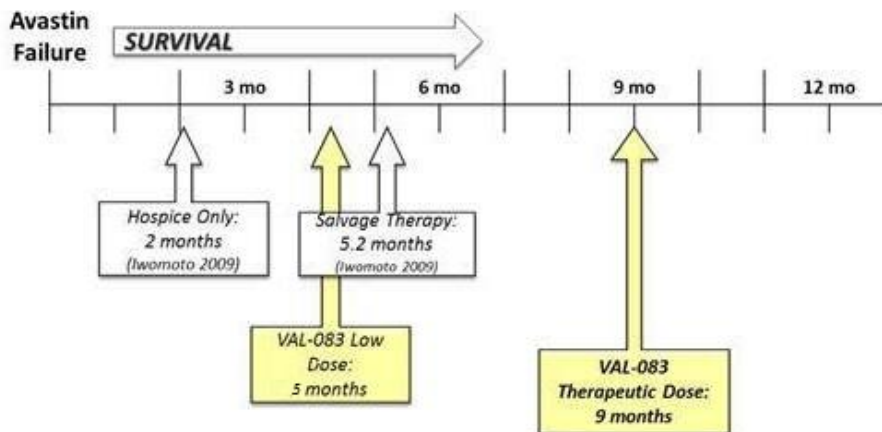 Avastin
Failure
SURVIVAL
3 mo
6 mo
9 mo
12 mo
Hospice Only:
2 months
(Iwomoto 2009)
Salvage Therapy:
5.2 months
(Iwomoto 2009)
VAL-083 Low
Dose:
5 months
VAL-083
Therapeutic Dose:
9 months